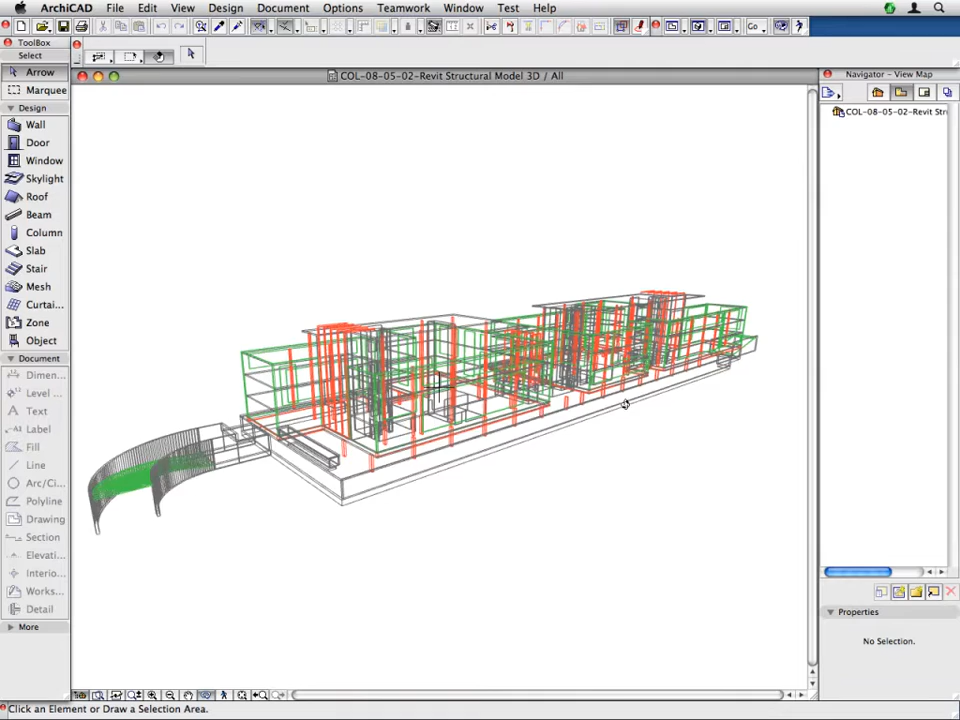 ArchiCAD File Edit View Design Document Options Teamwork Window Test Help
Go
ToolBox
Select
Arrow
Marquee
Design
Wall
Door
Window
Skylight
Roof
Beam
Column
Slab
Stair
Mesh
Curtai...
Zone
Object
Document
Dimen...
Level ...
Text
Label
Fill
Line
Arc/Ci...
Polyline
Drawing
Section
Elevati...
Interio...
Works...
Detail
More
COL-08-05-02-Revit Structural Model 3D / All
Navigator - View Map
COL-08-05-02-Revit Stru
Properties
No Selection.
Click an Element or Draw a Selection Area.